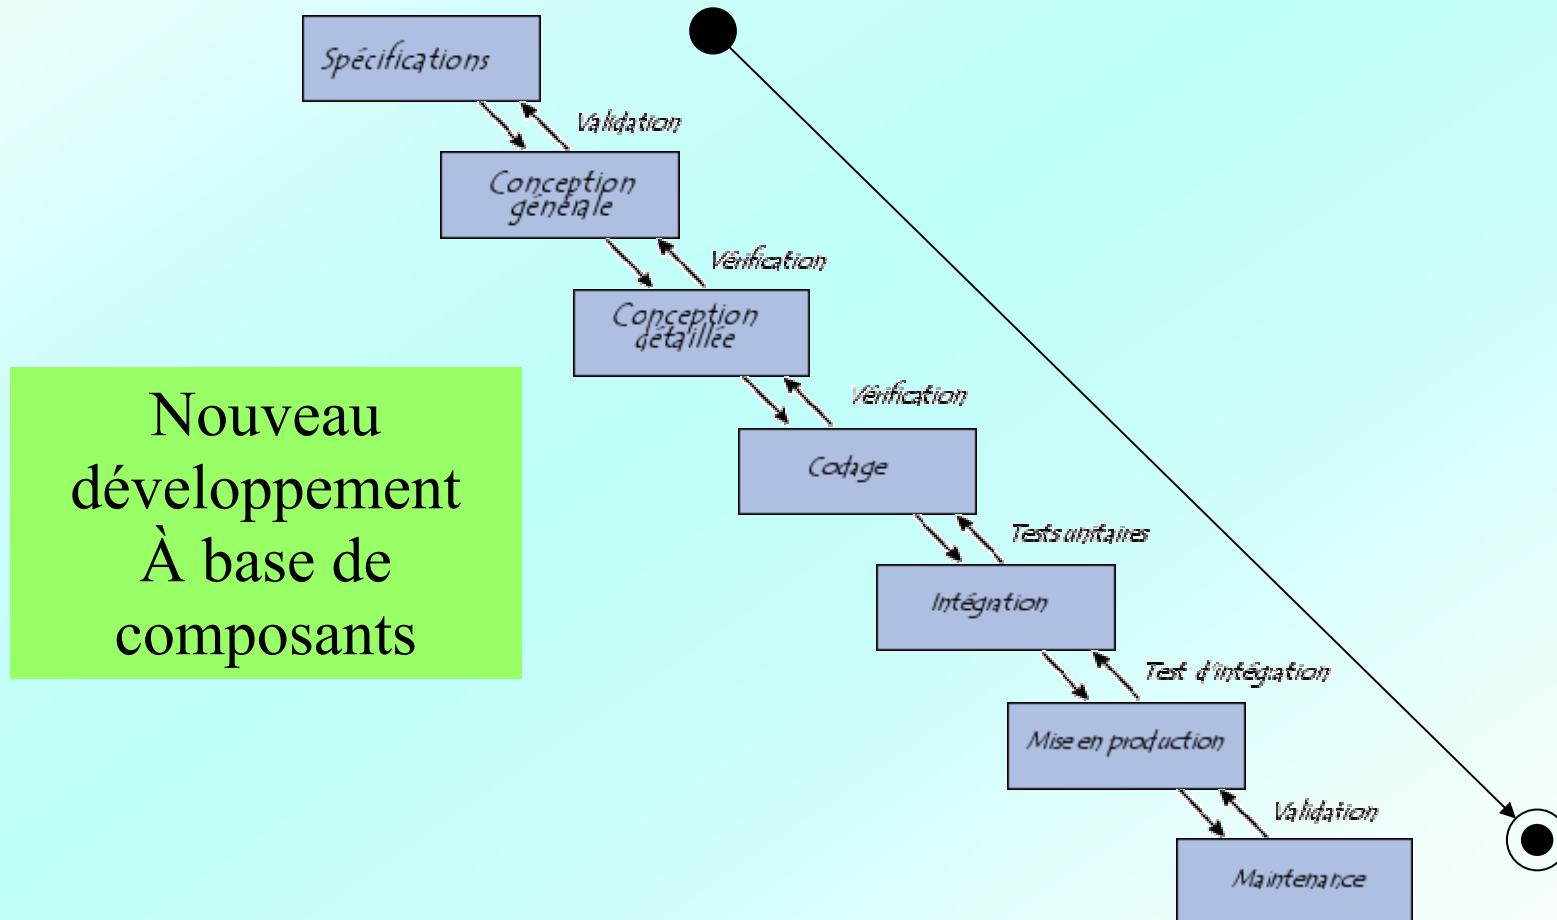 Spécifications
Validation
Conception
générale
Vérification
Conception
détaillée
Vérification
Codage
Tests unitaires
Intégration
Test d'intégration
Mise en production
Validation
Maintenance
Nouveau
développement
À base de
composants